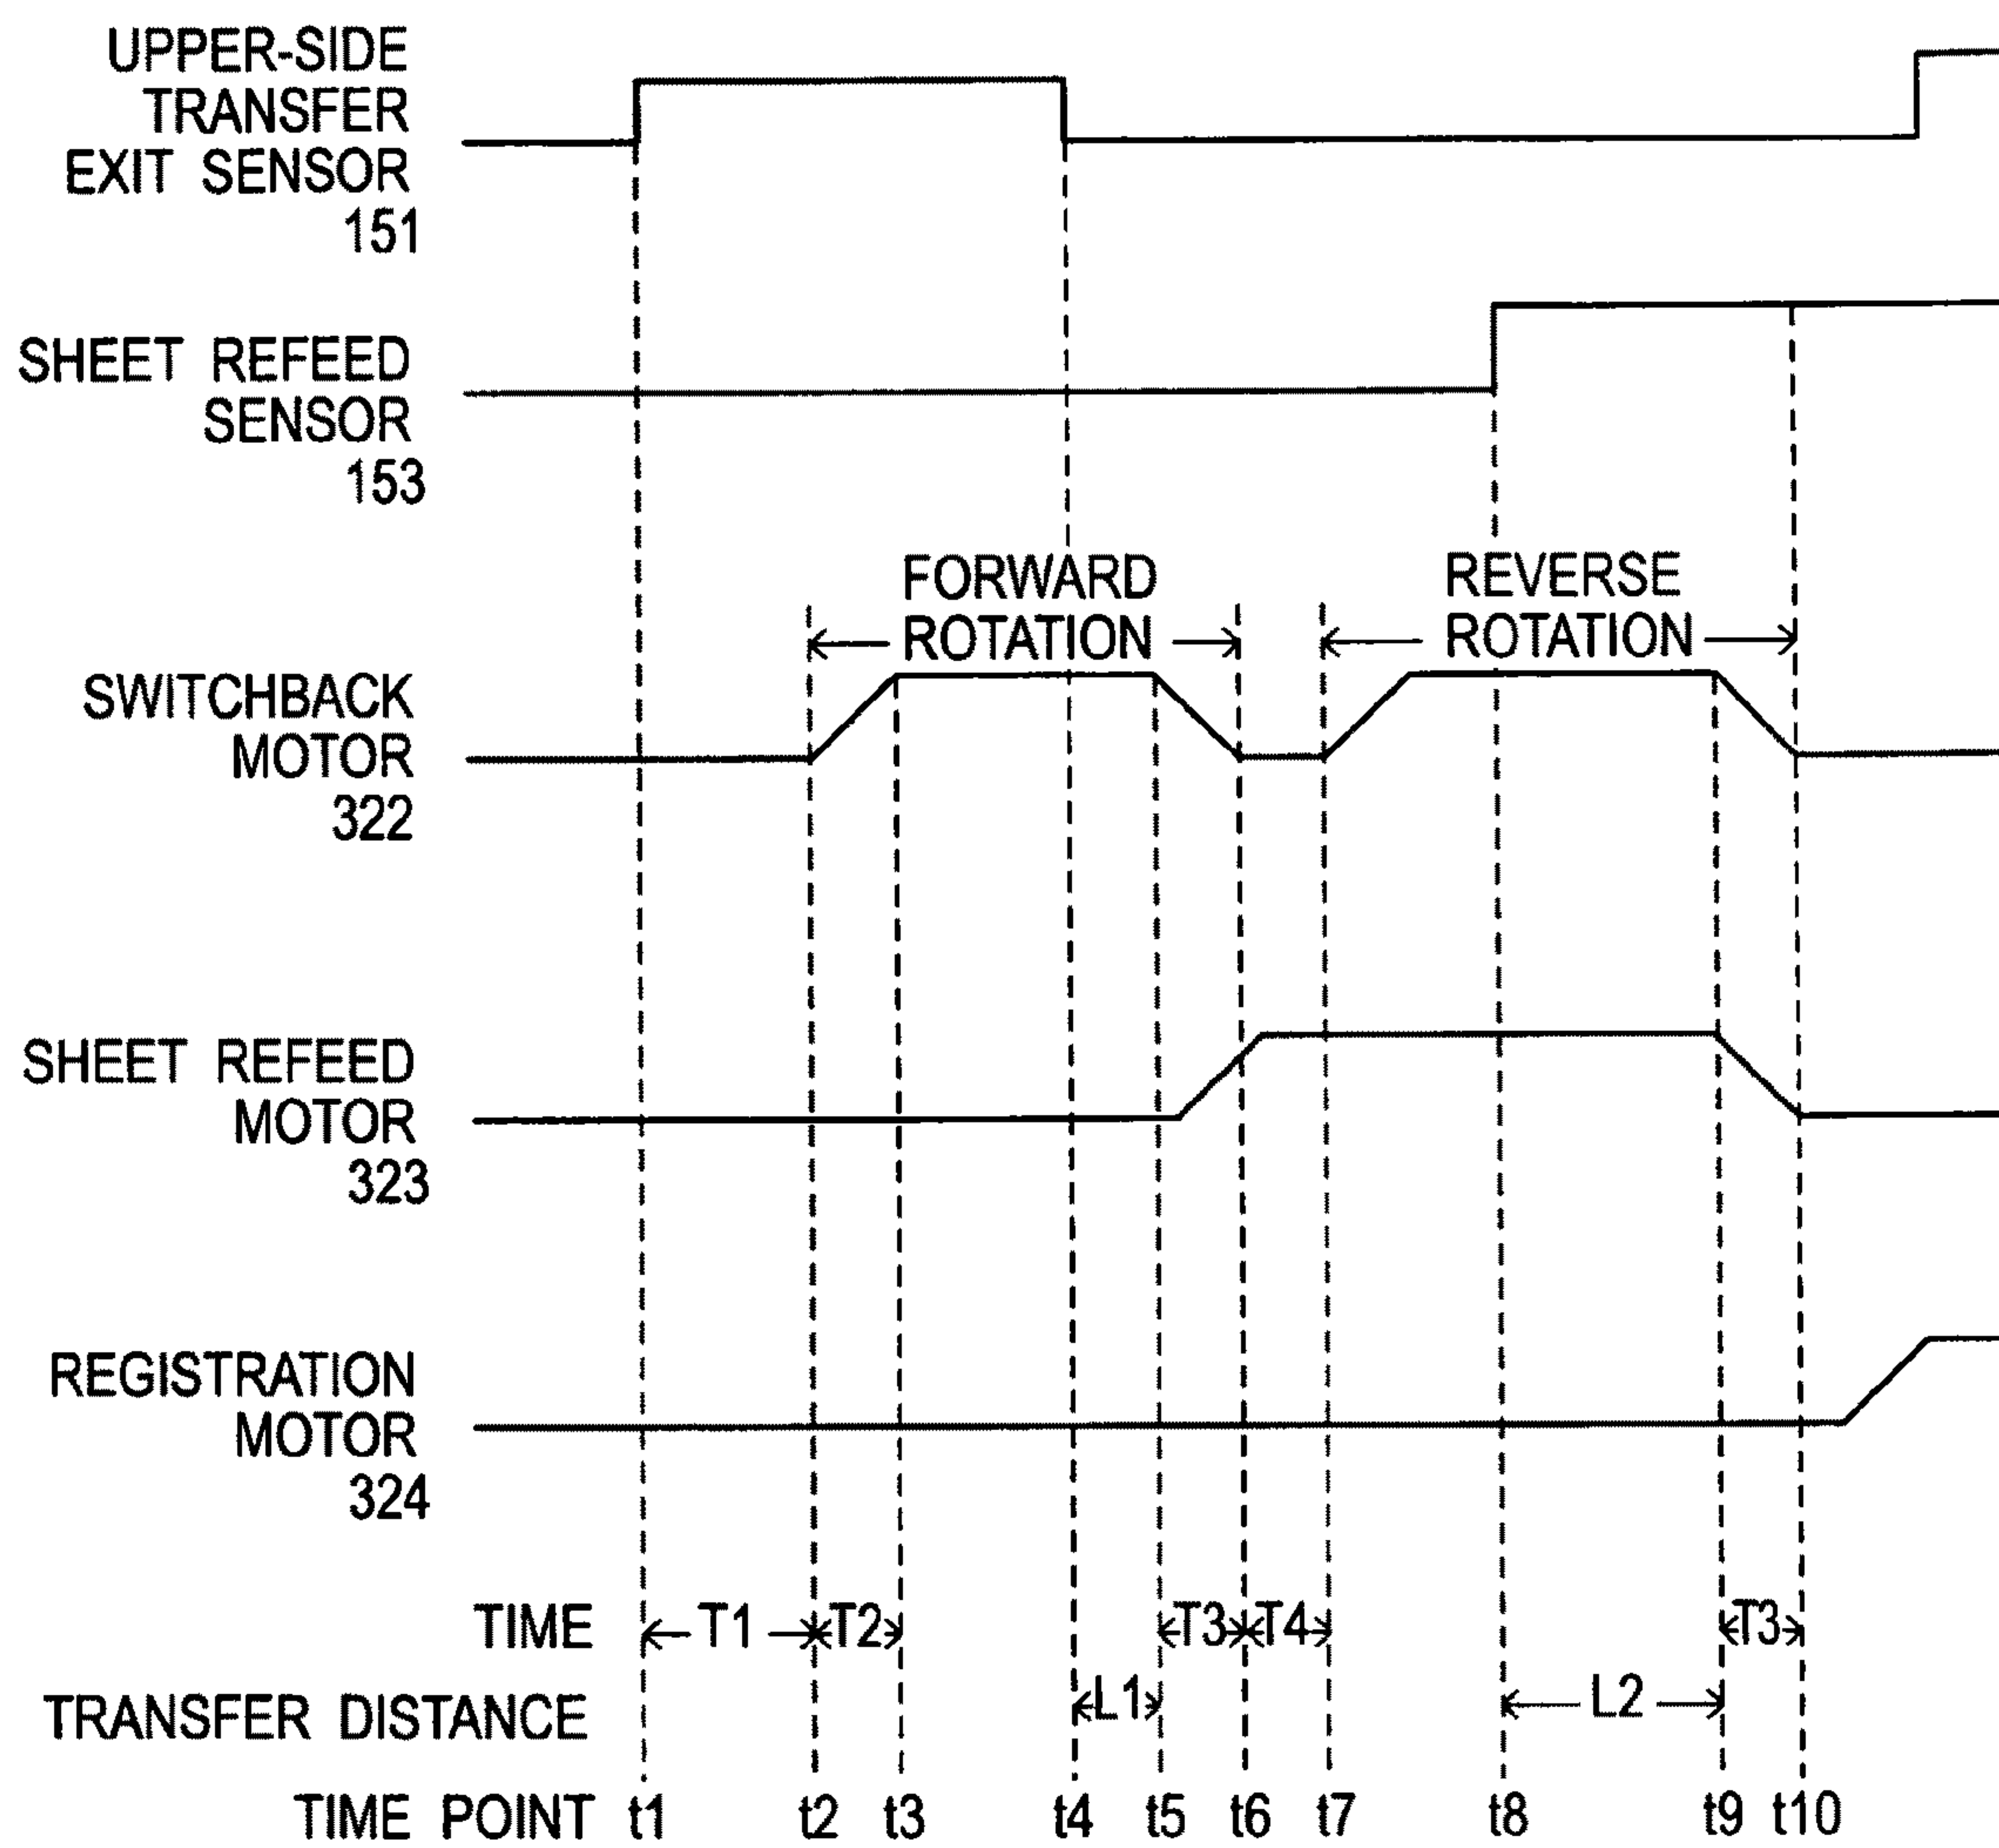 UPPER-SIDE
TRANSFER
EXIT SENSOR
151
SHEET REFEED
SENSOR
153
FORWARD
ROTATION
REVERSE
ROTATION
SWITCHBACK
MOTOR
322
SHEET REFEED
MOTOR
323
REGISTRATION
MOTOR
324
TIME T1 T2 T3 T4 T3
TRANSFER DISTANCE L1 L2
TIME POINT t1 t2 t3 t4 t5 t6 t7 t8 t9 t10